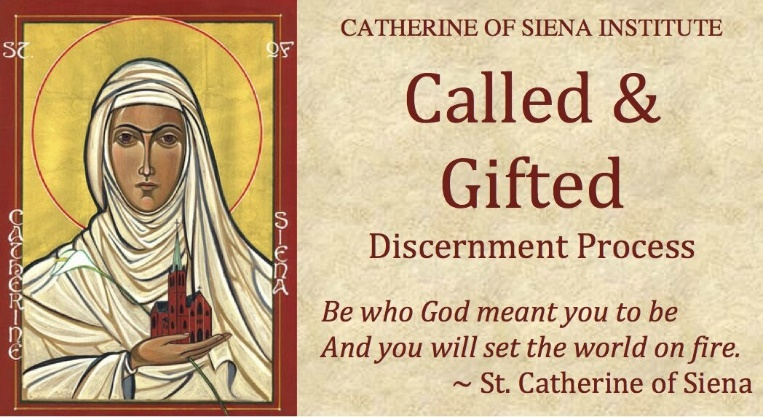 ST. OF
CATHERINE
SIENA
CATHERINE OF SIENA INSTITUTE
Called &
Gifted
Discernment Process
Be who God meant you to be
And you will set the world on fire.
~ St. Catherine of Siena